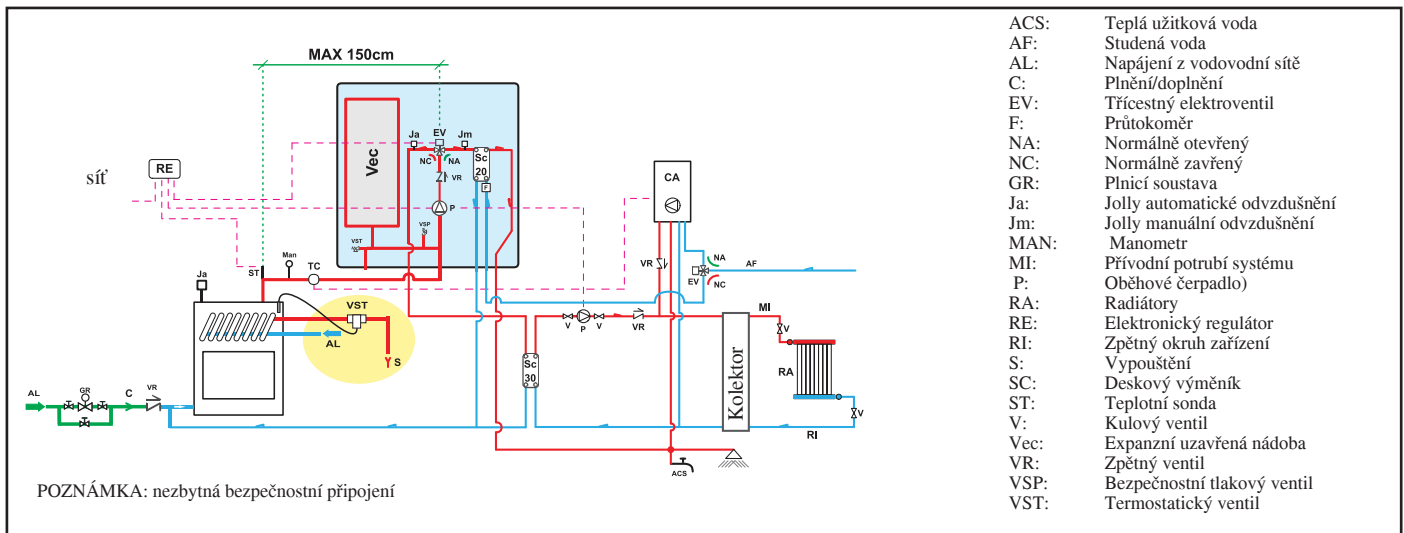 MAX 150cm
síť
RE
Vec
Ja
EV
Jm
NC
NA
VR
Sc
20
F
P
VSP
VST
ST
Man
TC
Ja
VST
AL
S
AL
GR
C
VR
CA
VR
NA
EV
NC
AF
MI
V
P
V
VR
Sc
30
Kolektor
V
RA
V
RI
ACS
POZNÁMKA: nezbytná bezpečnostní připojení
ACS: Teplá užitková voda
AF: Studená voda
AL: Napájení z vodovodní sítě
C: Plnění/doplnění
EV: Třícestný elektroventil
F: Průtokoměr
NA: Normálně otevřený
NC: Normálně zavřený
GR: Plnicí soustava
Ja: Jolly automatické odvzdušnění
Jm: Jolly manuální odvzdušnění
MAN: Manometr
MI: Přívodní potrubí systému
P: Oběhové čerpadlo)
RA: Radiátory
RE: Elektronický regulátor
RI: Zpětný okruh zařízení
S: Vypouštění
SC: Deskový výměník
ST: Teplotní sonda
V: Kulový ventil
Vec: Expanzní uzavřená nádoba
VR: Zpětný ventil
VSP: Bezpečnostní tlakový ventil
VST: Termostatický ventil